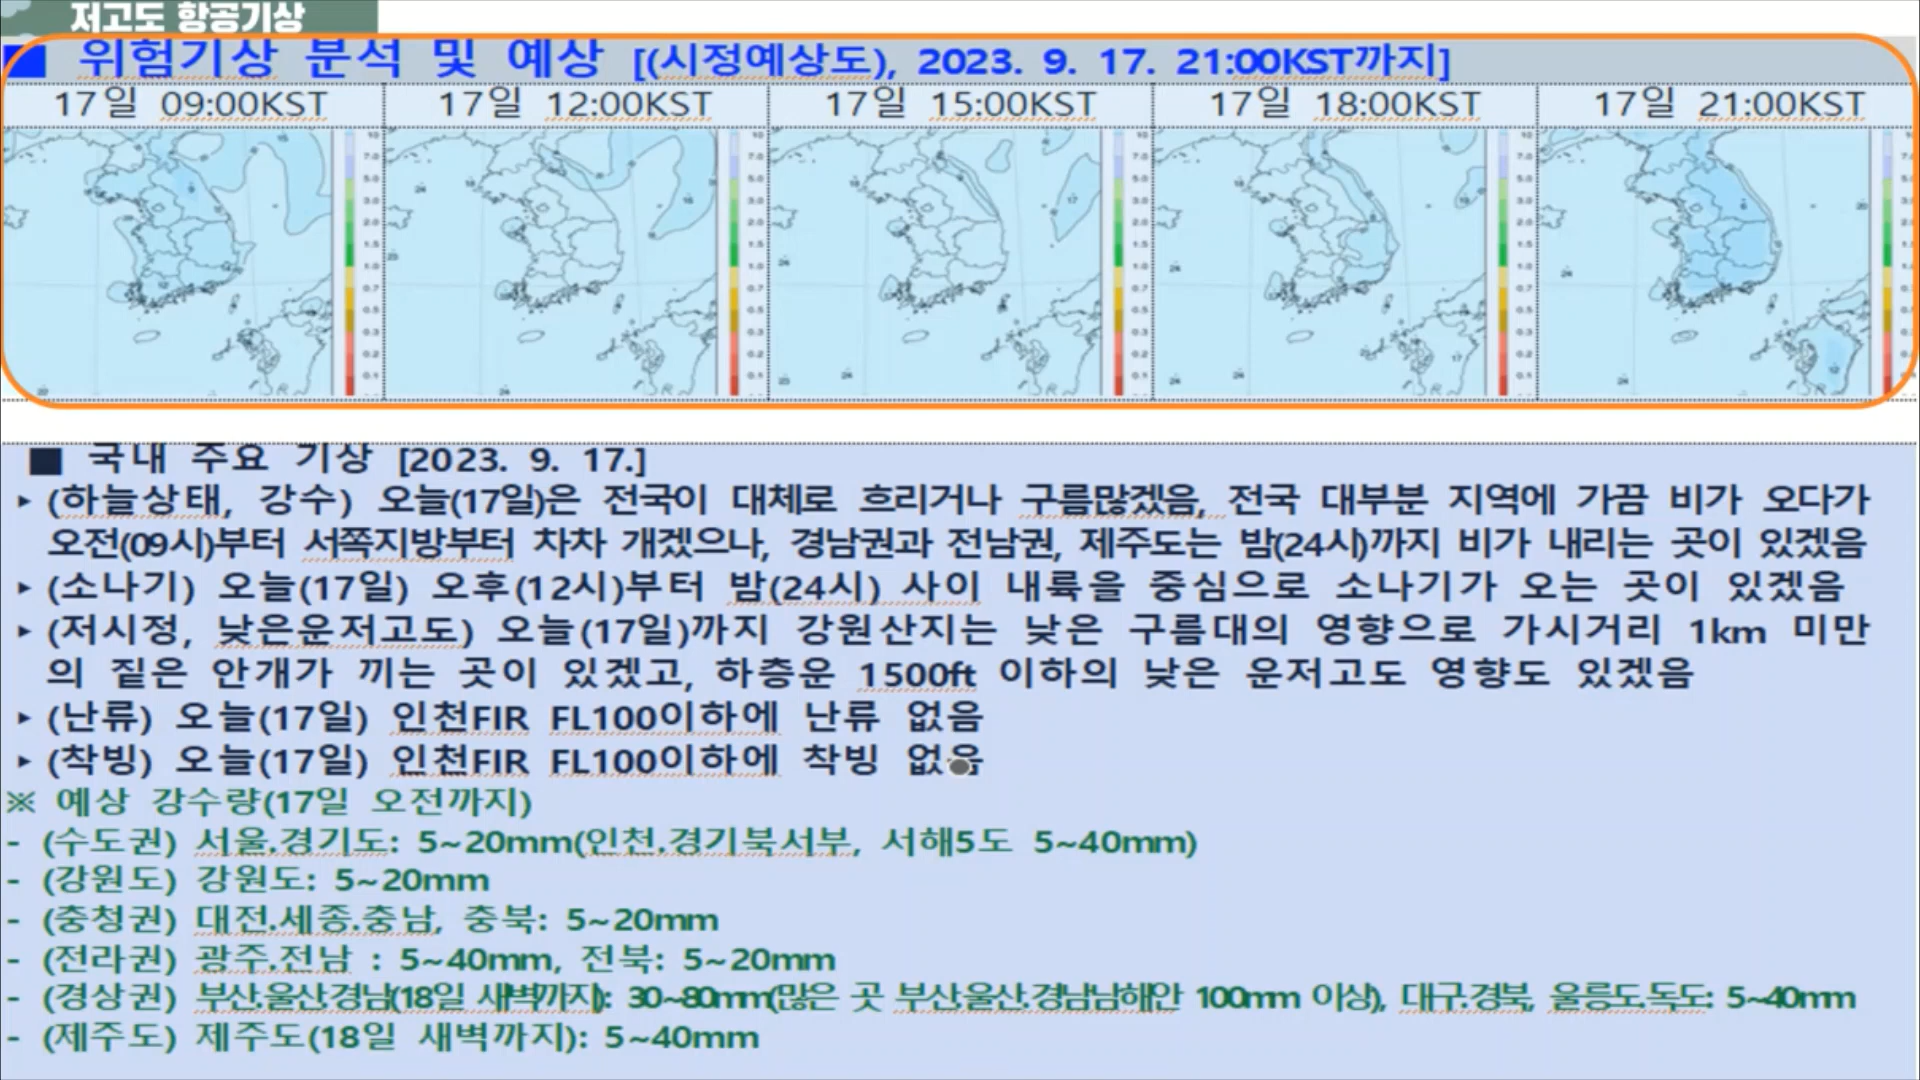 저고도 항공기상
■ 위험기상 분석 및 예상 [(시정예상도), 2023. 9. 17. 21:00KST까지]
17일 09:00KST 17일 12:00KST 17일 15:00KST 17일 18:00KST 17일 21:00KST
■ 국내 주요 기상 [2023. 9. 17.]
▸ (하늘상태, 강수) 오늘(17일)은 전국이 대체로 흐리거나 구름많겠음, 전국 대부분 지역에 가끔 비가 오다가
오전(09시)부터 서쪽지방부터 차차 개겠으나, 경남권과 전남권, 제주도는 밤(24시)까지 비가 내리는 곳이 있겠음
▸ (소나기) 오늘(17일) 오후(12시)부터 밤(24시) 사이 내륙을 중심으로 소나기가 오는 곳이 있겠음
▸ (저시정, 낮은운저고도) 오늘(17일)까지 강원산지는 낮은 구름대의 영향으로 가시거리 1km 미만
의 짙은 안개가 끼는 곳이 있겠고, 하층운 1500ft 이하의 낮은 운저고도 영향도 있겠음
▸ (난류) 오늘(17일) 인천FIR FL100이하에 난류 없음
▸ (착빙) 오늘(17일) 인천FIR FL100이하에 착빙 없음
※ 예상 강수량(17일 오전까지)
- (수도권) 서울.경기도: 5~20mm(인천.경기북서부, 서해5도 5~40mm)
- (강원도) 강원도: 5~20mm
- (충청권) 대전.세종.충남, 충북: 5~20mm
- (전라권) 광주.전남 : 5~40mm, 전북: 5~20mm
- (경상권) 부산.울산.경남(18일 새벽까지): 30~80mm(많은 곳 부산.울산.경남남해안 100mm 이상), 대구.경북, 울릉도.독도: 5~40mm
- (제주도) 제주도(18일 새벽까지): 5~40mm